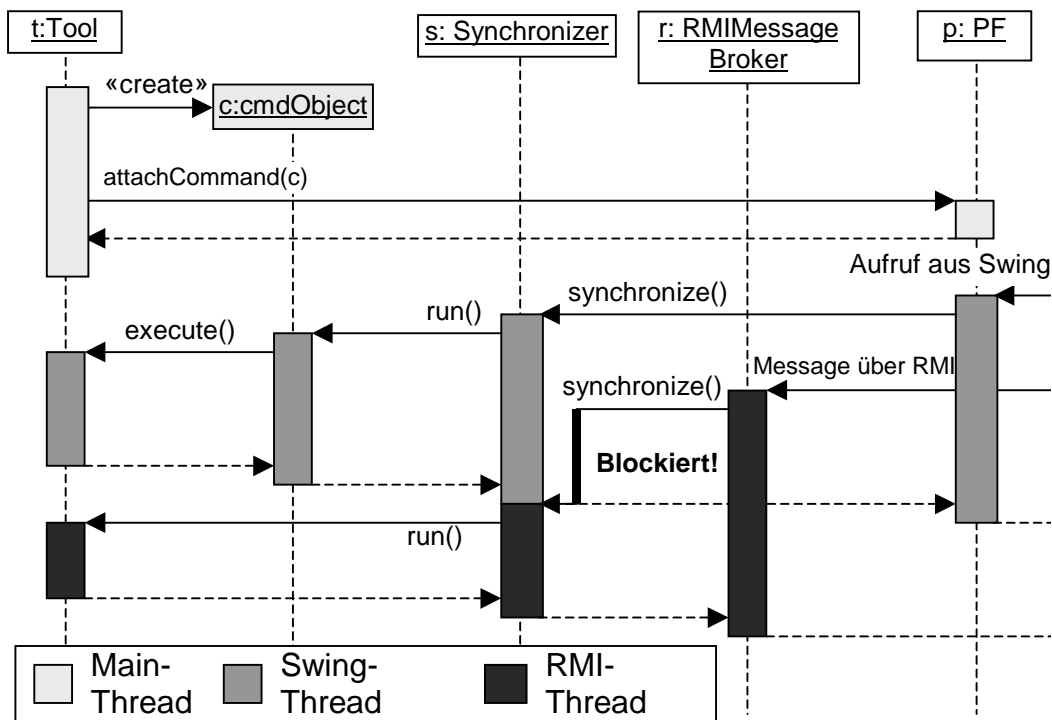 t:Tool
s: Synchronizer
r: RMIMessage
Broker
p: PF
«create»
c:cmdObject
attachCommand(c)
Aufruf aus Swing
synchronize()
run()
execute()
Message über RMI
synchronize()
Blockiert!
run()
Main-
Thread
Swing-
Thread
RMI-
Thread